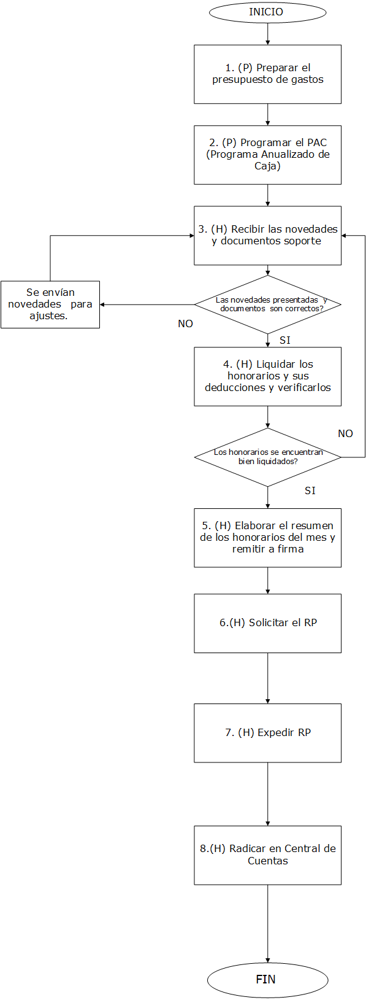 INICIO
1. (P) Preparar el
presupuesto de gastos
2. (P) Programar el PAC
(Programa Anualizado de
Caja)
3. (H) Recibir las novedades
y documentos soporte
Se envían
novedades para
ajustes.
Las novedades presentadas y
documentos son correctos?
NO
SI
4. (H) Liquidar los
honorarios y sus
deducciones y verificarlos
NO
Los honorarios se encuentran
bien liquidados?
SI
5. (H) Elaborar el resumen
de los honorarios del mes y
remitir a firma
6.(H) Solicitar el RP
7. (H) Expedir RP
8.(H) Radicar en Central de
Cuentas
FIN